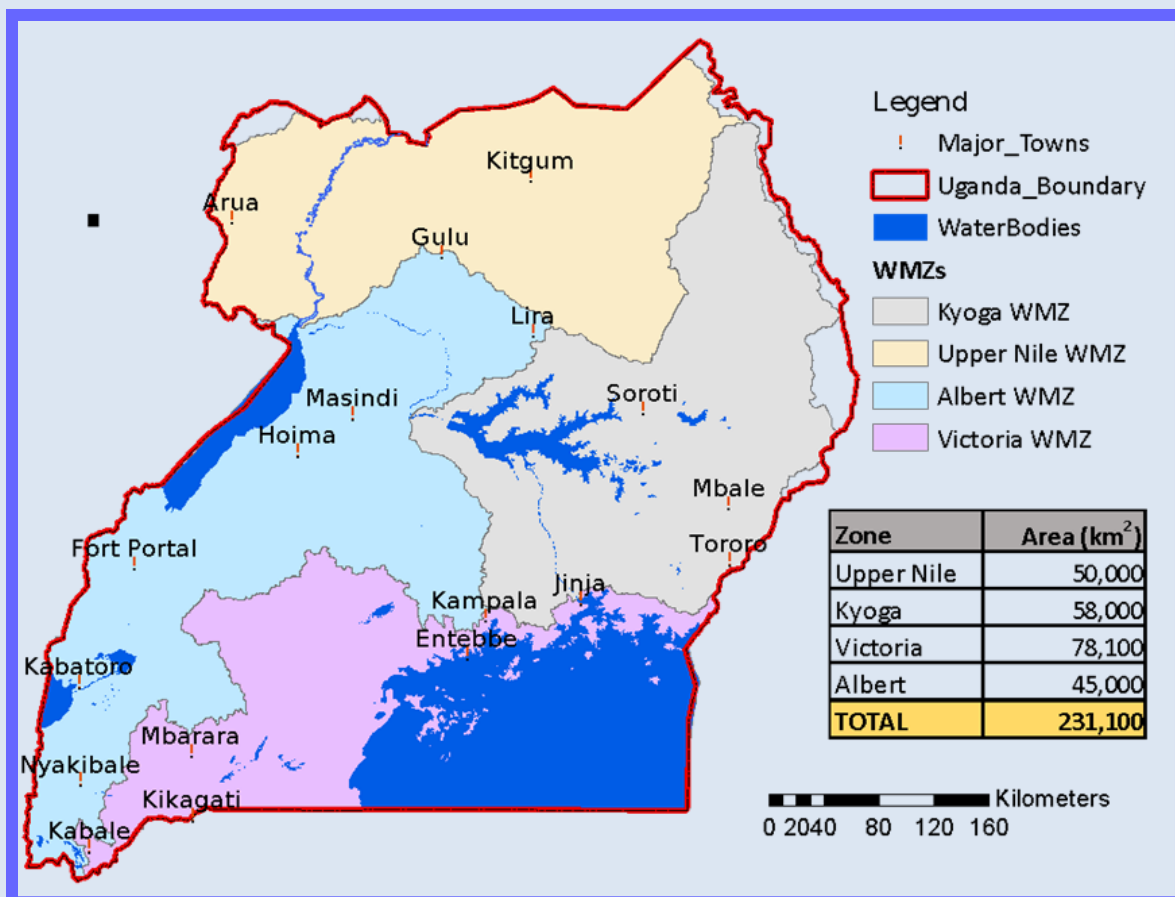 Kitgum
Arua
Gulu
Lira
Masindi
Soroti
Hoima
Mbale
Fort Portal
Tororo
Jinja
Kampala
Entebbe
Kabatoro
Mbarara
Nyakibale
Kikagati
Kabale
Legend
Major_Towns
Uganda_Boundary
WaterBodies
WMZs
Kyoga WMZ
Upper Nile WMZ
Albert WMZ
Victoria WMZ
Zone Area (km²)
Upper Nile 50,000
Kyoga 58,000
Victoria 78,100
Albert 45,000
TOTAL 231,100
Kilometers
0 20 40 80 120 160